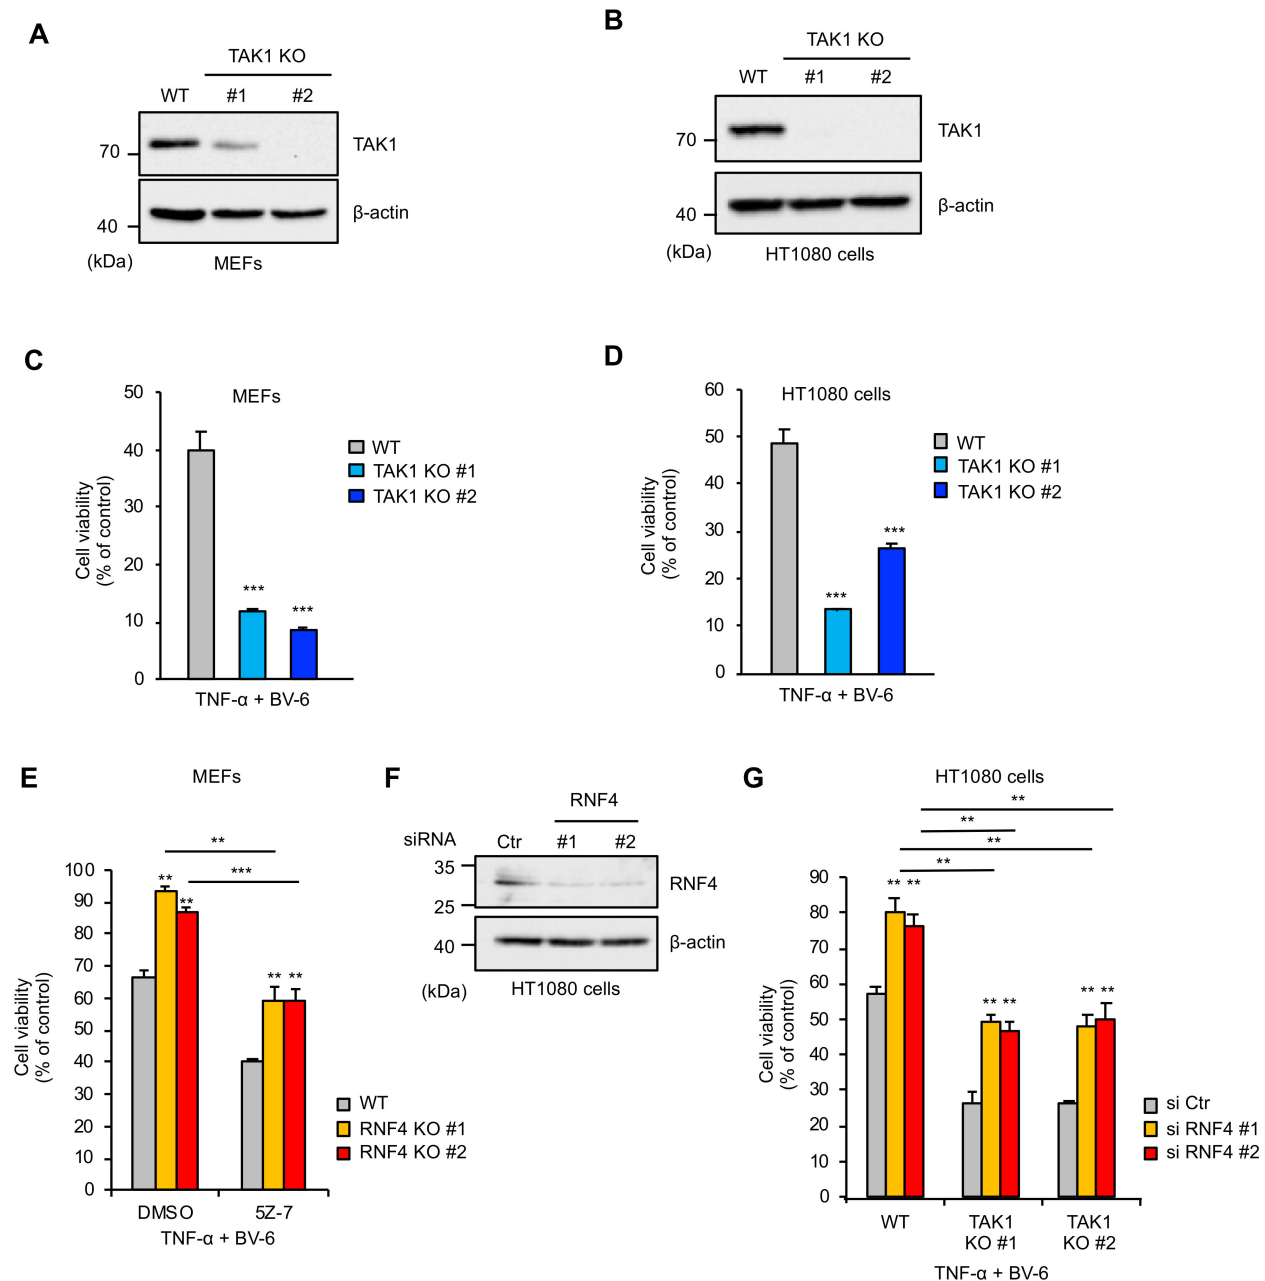 A
TAK1 KO
WT #1 #2
70
TAK1
40
β-actin
(kDa)
MEFs
B
TAK1 KO
WT #1 #2
70
TAK1
40
β-actin
(kDa)
HT1080 cells
C
MEFs
50
40
30
20
10
0
Cell viability
(% of control)
***
***
TNF-α + BV-6
WT
TAK1 KO #1
TAK1 KO #2
D
HT1080 cells
60
50
40
30
20
10
0
Cell viability
(% of control)
***
***
TNF-α + BV-6
WT
TAK1 KO #1
TAK1 KO #2
E
MEFs
**
***
100
90
80
70
60
50
40
30
20
10
0
Cell viability
(% of control)
**
**
** **
DMSO 5Z-7
TNF-α + BV-6
WT
RNF4 KO #1
RNF4 KO #2
F
RNF4
siRNA Ctr #1 #2
35
RNF4
25
40
β-actin
(kDa)
HT1080 cells
G
HT1080 cells
**
**
**
**
90
80
70
60
50
40
30
20
10
0
Cell viability
(% of control)
** **
** **
** **
WT TAK1 TAK1
KO #1 KO #2
TNF-α + BV-6
si Ctr
si RNF4 #1
si RNF4 #2